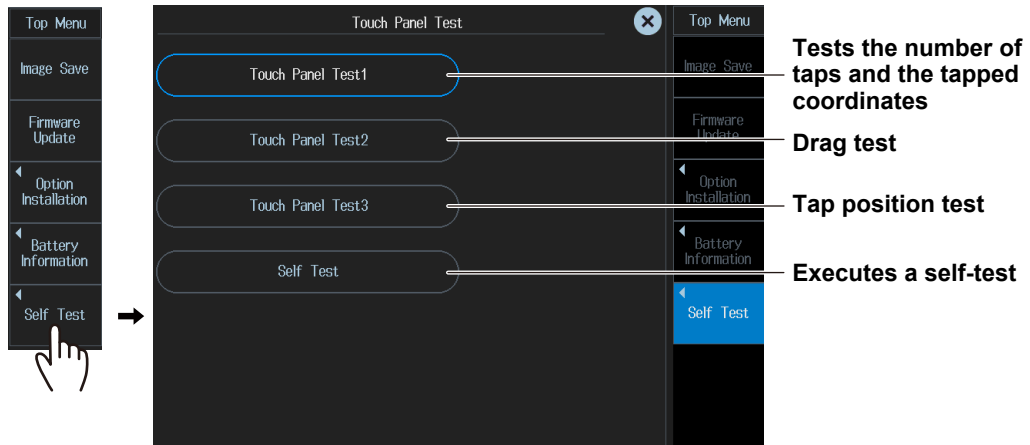 Top Menu
Image Save
Firmware
Update
Option
Installation
Battery
Information
Self Test
Touch Panel Test
Touch Panel Test1
Touch Panel Test2
Touch Panel Test3
Self Test
Top Menu
Image Save
Firmware
Update
Option
Installation
Battery
Information
Self Test
Tests the number of
taps and the tapped
coordinates
Drag test
Tap position test
Executes a self-test